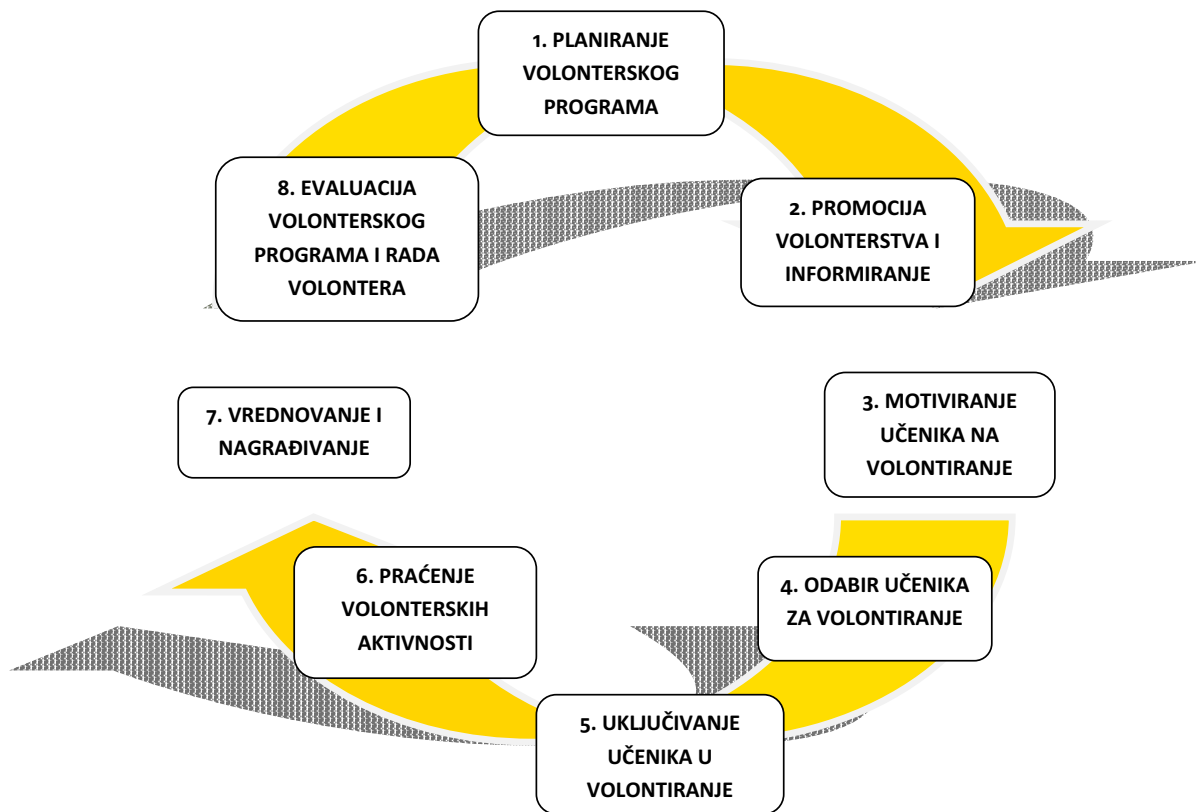 1. PLANIRANJE
VOLONTERSKOG
PROGRAMA
2. PROMOCIJA
VOLONTERSTVA I
INFORMIRANJE
3. MOTIVIRANJE
UČENIKA NA
VOLONTIRANJE
4. ODABIR UČENIKA
ZA VOLONTIRANJE
5. UKLJUČIVANJE
UČENIKA U
VOLONTIRANJE
6. PRAĆENJE
VOLONTERSKIH
AKTIVNOSTI
7. VREDNOVANJE I
NAGRAĐIVANJE
8. EVALUACIJA
VOLONTERSKOG
PROGRAMA I RADA
VOLONTERA